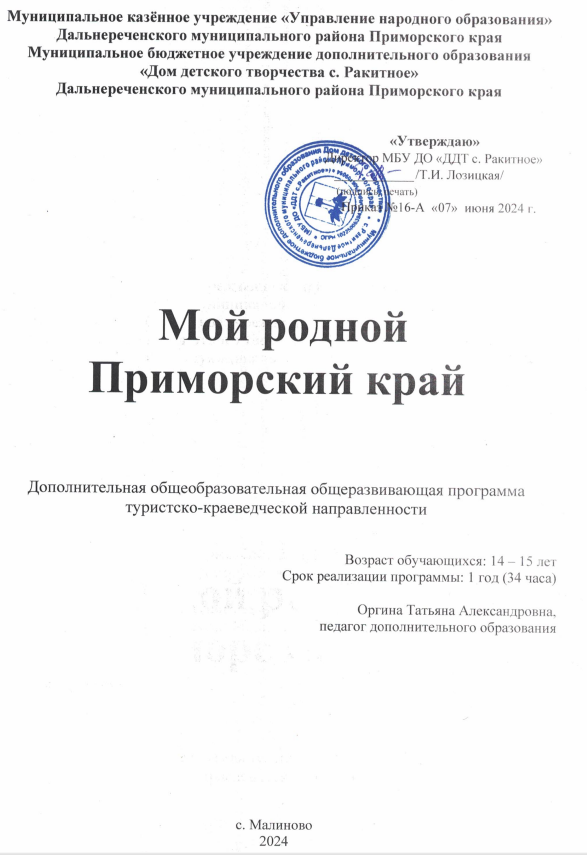 Муниципальное казённое учреждение «Управление народного образования»
Дальнереченского муниципального района Приморского края
Муниципальное бюджетное учреждение дополнительного образования
«Дом детского творчества с. Ракитное»
Дальнереченского муниципального района Приморского края
«Утверждаю»
Директор МБУ ДО «ДДТ с. Ракитное»
/Т.И. Лозицкая/
(подпись, печать)
Приказ №16-А «07» июня 2024 г.
Мой родной
Приморский край
Дополнительная общеобразовательная общеразвивающая программа
туристско-краеведческой направленности
Возраст обучающихся: 14 – 15 лет
Срок реализации программы: 1 год (34 часа)
Оргина Татьяна Александровна,
педагог дополнительного образования
с. Малиново
2024